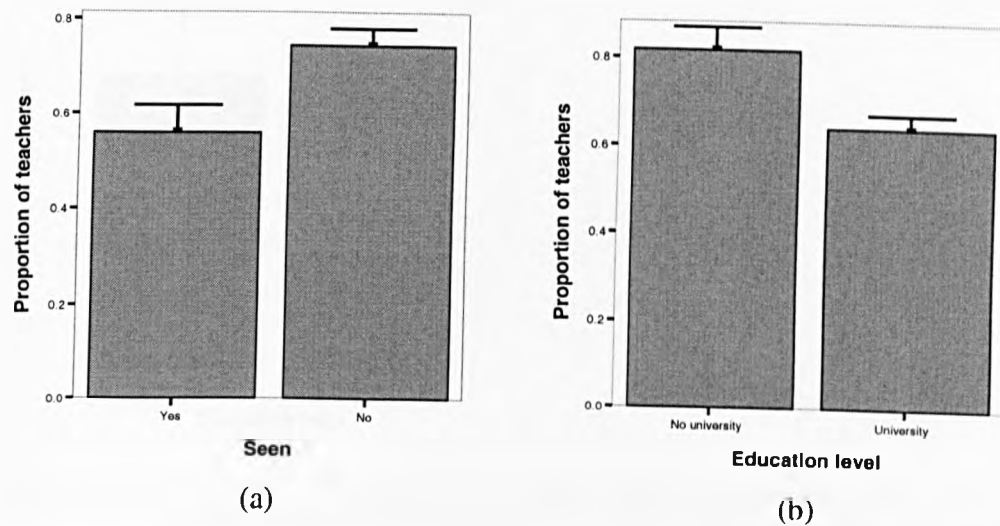 Proportion of teachers
0.8
0.6
0.4
0.2
0.0
Yes
No
Seen
(a)
Proportion of teachers
0.8
0.6
0.4
0.2
0.0
No university
University
Education level
(b)